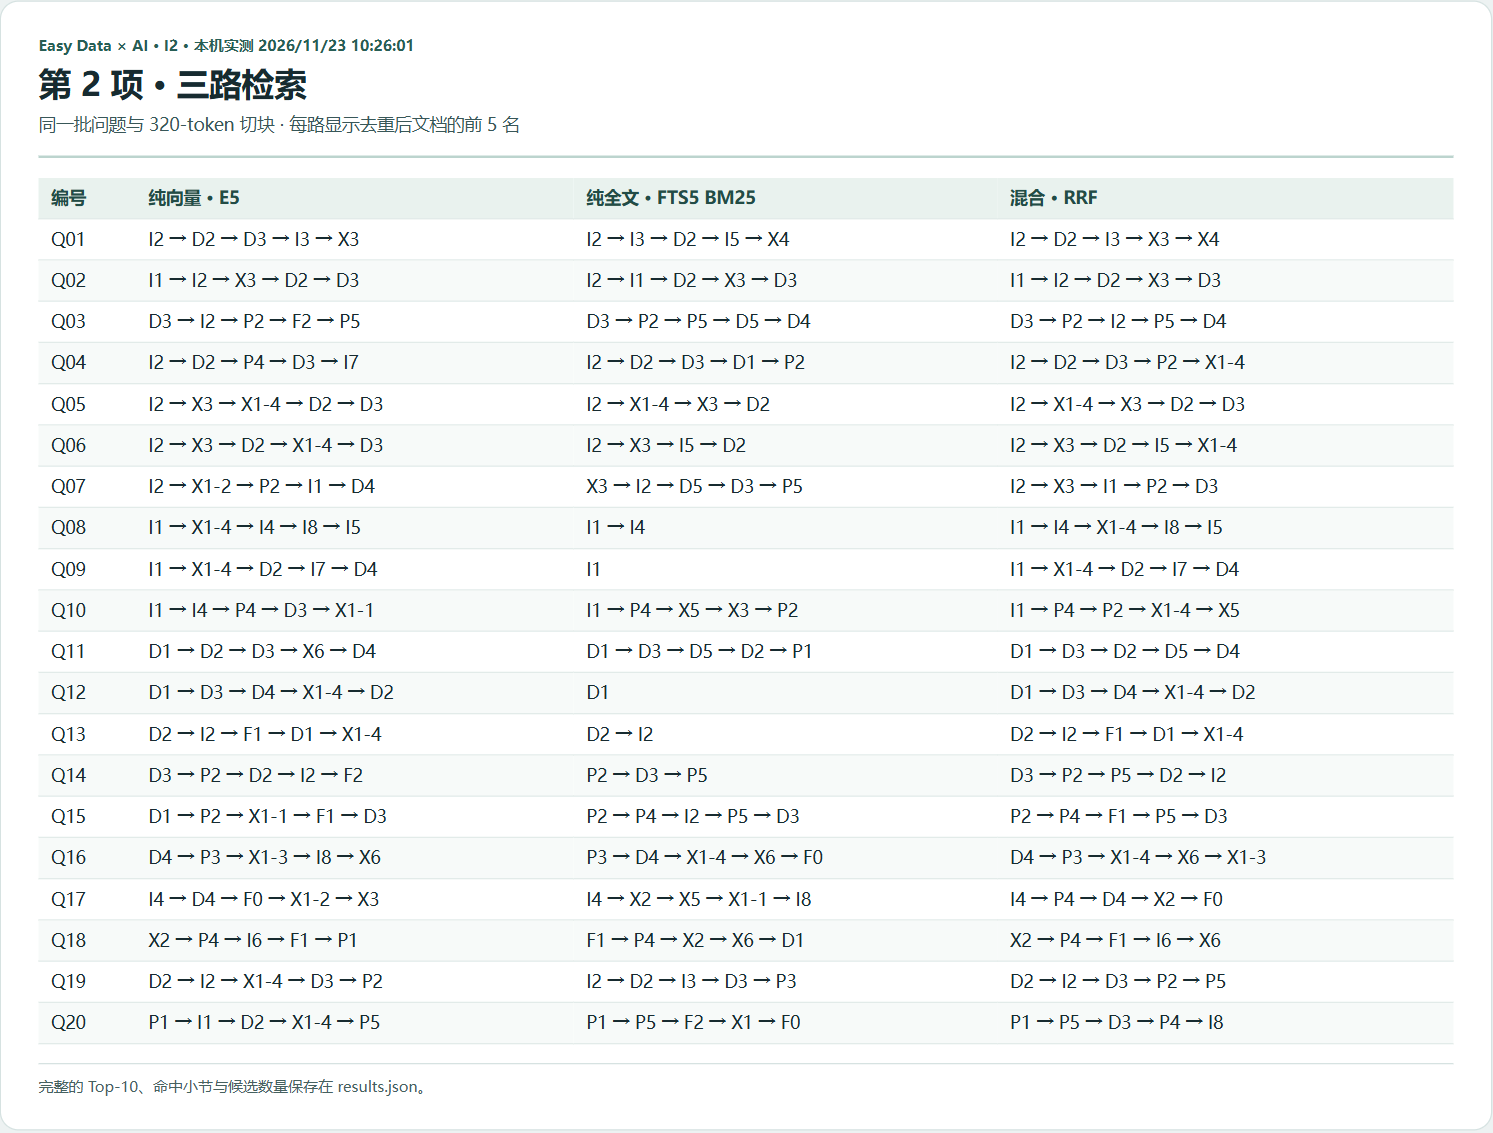 Easy Data × AI • I2 • 本机实测 2026/11/23 10:26:01
第 2 项 • 三路检索
同一批问题与 320-token 切块 · 每路显示去重后文档的前 5 名
编号 纯向量 • E5 纯全文 • FTS5 BM25 混合 • RRF
Q01 I2 → D2 → D3 → I3 → X3 I2 → I3 → D2 → I5 → X4 I2 → D2 → I3 → X3 → X4
Q02 I1 → I2 → X3 → D2 → D3 I2 → I1 → D2 → X3 → D3 I1 → I2 → D2 → X3 → D3
Q03 D3 → I2 → P2 → F2 → P5 D3 → P2 → P5 → D5 → D4 D3 → P2 → I2 → P5 → D4
Q04 I2 → D2 → P4 → D3 → I7 I2 → D2 → D3 → D1 → P2 I2 → D2 → D3 → P2 → X1-4
Q05 I2 → X3 → X1-4 → D2 → D3 I2 → X1-4 → X3 → D2 I2 → X1-4 → X3 → D2 → D3
Q06 I2 → X3 → D2 → X1-4 → D3 I2 → X3 → I5 → D2 I2 → X3 → D2 → I5 → X1-4
Q07 I2 → X1-2 → P2 → I1 → D4 X3 → I2 → D5 → D3 → P5 I2 → X3 → I1 → P2 → D3
Q08 I1 → X1-4 → I4 → I8 → I5 I1 → I4 I1 → I4 → X1-4 → I8 → I5
Q09 I1 → X1-4 → D2 → I7 → D4 I1 I1 → X1-4 → D2 → I7 → D4
Q10 I1 → I4 → P4 → D3 → X1-1 I1 → P4 → X5 → X3 → P2 I1 → P4 → P2 → X1-4 → X5
Q11 D1 → D2 → D3 → X6 → D4 D1 → D3 → D5 → D2 → P1 D1 → D3 → D2 → D5 → D4
Q12 D1 → D3 → D4 → X1-4 → D2 D1 D1 → D3 → D4 → X1-4 → D2
Q13 D2 → I2 → F1 → D1 → X1-4 D2 → I2 D2 → I2 → F1 → D1 → X1-4
Q14 D3 → P2 → D2 → I2 → F2 P2 → D3 → P5 D3 → P2 → P5 → D2 → I2
Q15 D1 → P2 → X1-1 → F1 → D3 P2 → P4 → I2 → P5 → D3 P2 → P4 → F1 → P5 → D3
Q16 D4 → P3 → X1-3 → I8 → X6 P3 → D4 → X1-4 → X6 → F0 D4 → P3 → X1-4 → X6 → X1-3
Q17 I4 → D4 → F0 → X1-2 → X3 I4 → X2 → X5 → X1-1 → I8 I4 → P4 → D4 → X2 → F0
Q18 X2 → P4 → I6 → F1 → P1 F1 → P4 → X2 → X6 → D1 X2 → P4 → F1 → I6 → X6
Q19 D2 → I2 → X1-4 → D3 → P2 I2 → D2 → I3 → D3 → P3 D2 → I2 → D3 → P2 → P5
Q20 P1 → I1 → D2 → X1-4 → P5 P1 → P5 → F2 → X1 → F0 P1 → P5 → D3 → P4 → I8
完整的 Top-10、命中小节与候选数量保存在 results.json。